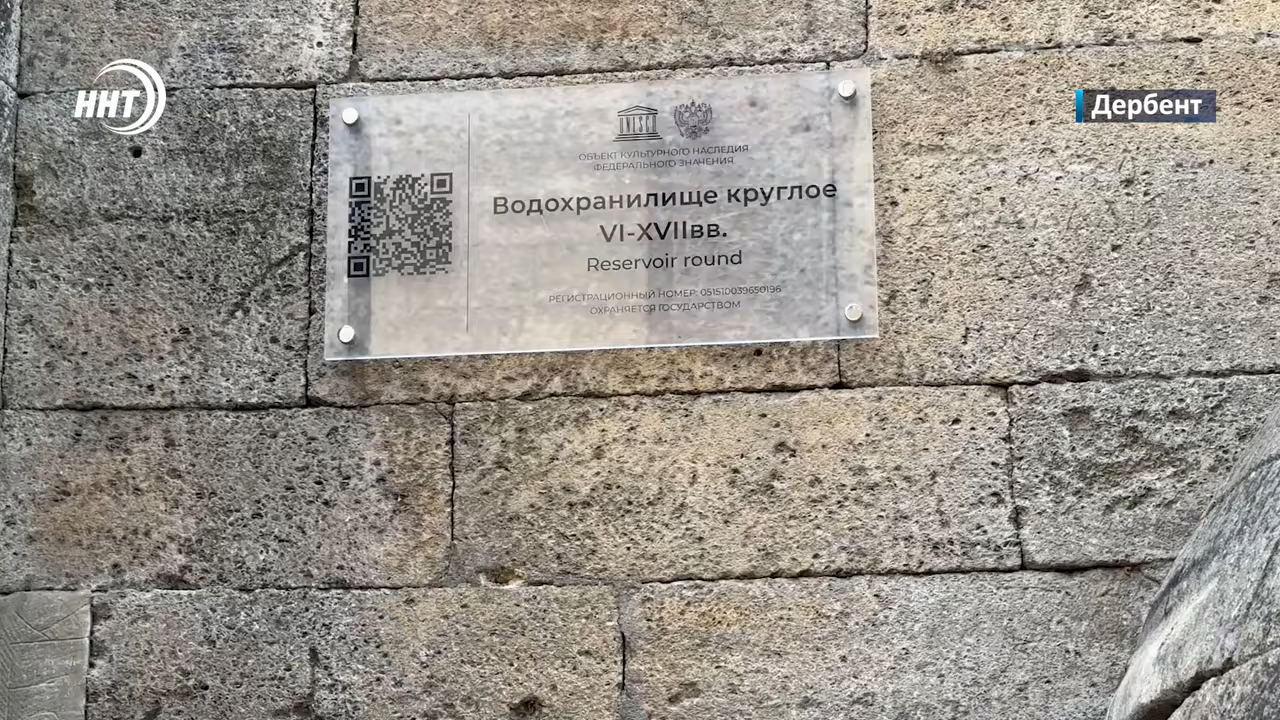 ННТ
Дербент
UNESCO
ОБЪЕКТ КУЛЬТУРНОГО НАСЛЕДИЯ
ФЕДЕРАЛЬНОГО ЗНАЧЕНИЯ
Водохранилище круглое
VI-XVIIвв.
Reservoir round
РЕГИСТРАЦИОННЫЙ НОМЕР: 051510039650196
ОХРАНЯЕТСЯ ГОСУДАРСТВОМ